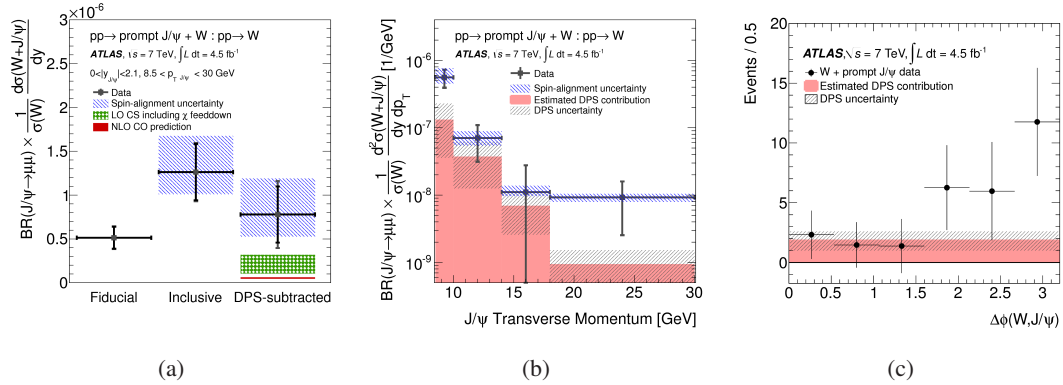 ×10⁻⁶
BR(J/ψ→μμ) × 1/σ(W) dσ(W+J/ψ)/dy
3
2.5
2
1.5
1
0.5
0
pp→ prompt J/ψ + W : pp→ W
ATLAS, √s = 7 TeV, ∫L dt = 4.5 fb⁻¹
0<|y_J/ψ|<2.1, 8.5 < p_T J/ψ < 30 GeV
Data
Spin-alignment uncertainty
LO CS including χ feeddown
NLO CO prediction
Fiducial Inclusive DPS-subtracted
(a)
BR(J/ψ→μμ) × 1/σ(W) d²σ(W+J/ψ)/dy dp_T [1/GeV]
10⁻⁶
10⁻⁷
10⁻⁸
10⁻⁹
pp→ prompt J/ψ + W : pp→ W
ATLAS, √s = 7 TeV, ∫L dt = 4.5 fb⁻¹
Data
Spin-alignment uncertainty
Estimated DPS contribution
DPS uncertainty
10 15 20 25 30
J/ψ Transverse Momentum [GeV]
(b)
Events / 0.5
20
15
10
5
0
ATLAS,√s = 7 TeV, ∫L dt = 4.5 fb⁻¹
W + prompt J/ψ data
Estimated DPS contribution
DPS uncertainty
0 0.5 1 1.5 2 2.5 3
Δϕ(W,J/ψ)
(c)